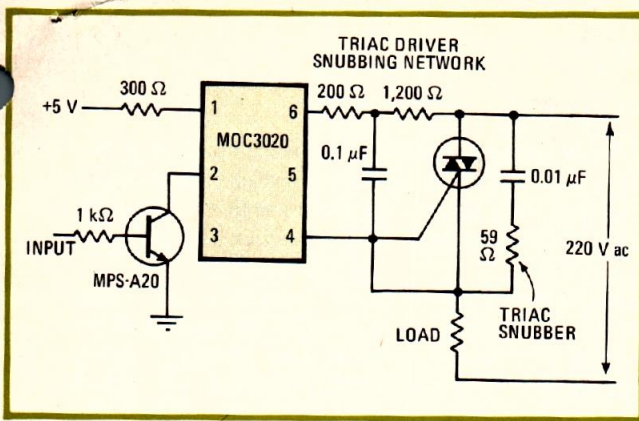 TRIAC DRIVER
SNUBBING NETWORK
300 Ω
200 Ω
1,200 Ω
+5 V
1
6
MOC3020
0.1 μF
0.01 μF
2
5
1 kΩ
3
4
59
Ω
220 V ac
INPUT
MPS-A20
TRIAC
SNUBBER
LOAD